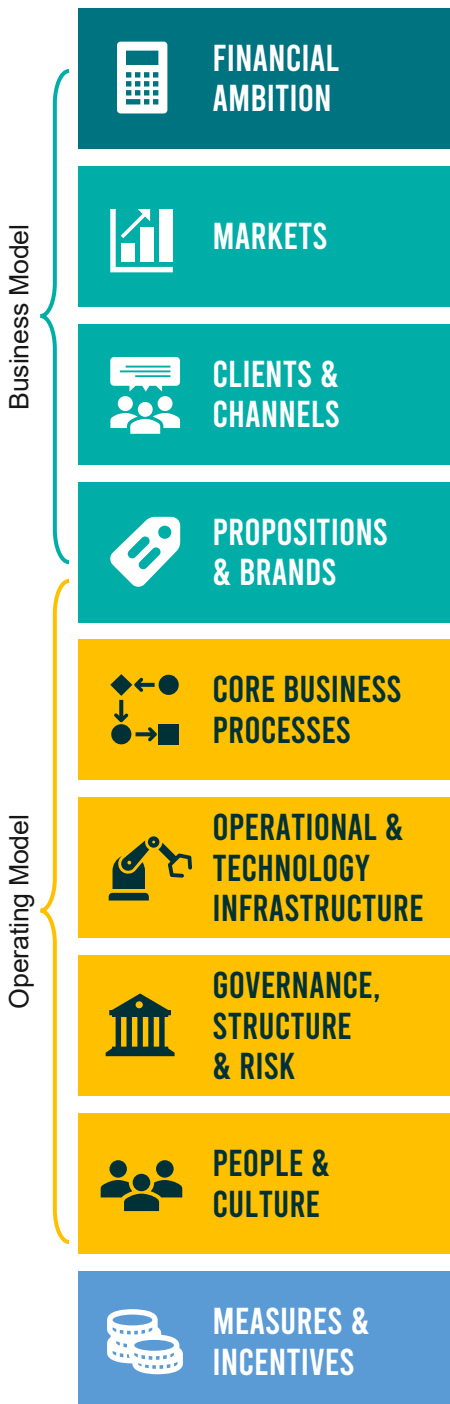 Business Model
FINANCIAL
AMBITION
MARKETS
CLIENTS &
CHANNELS
PROPOSITIONS
& BRANDS
Operating Model
CORE BUSINESS
PROCESSES
OPERATIONAL &
TECHNOLOGY
INFRASTRUCTURE
GOVERNANCE,
STRUCTURE
& RISK
PEOPLE &
CULTURE
MEASURES &
INCENTIVES